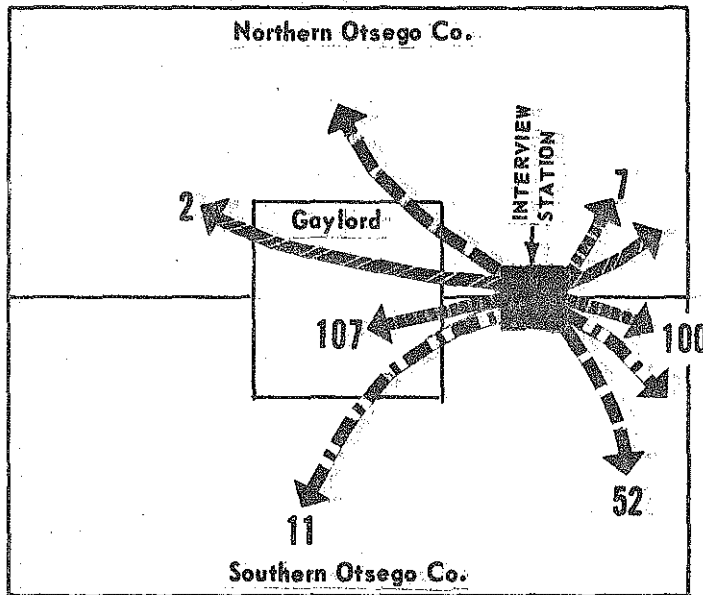 Northern Otsego Co.
INTERVIEW
STATION
7
2
Gaylord
107
100
52
11
Southern Otsego Co.